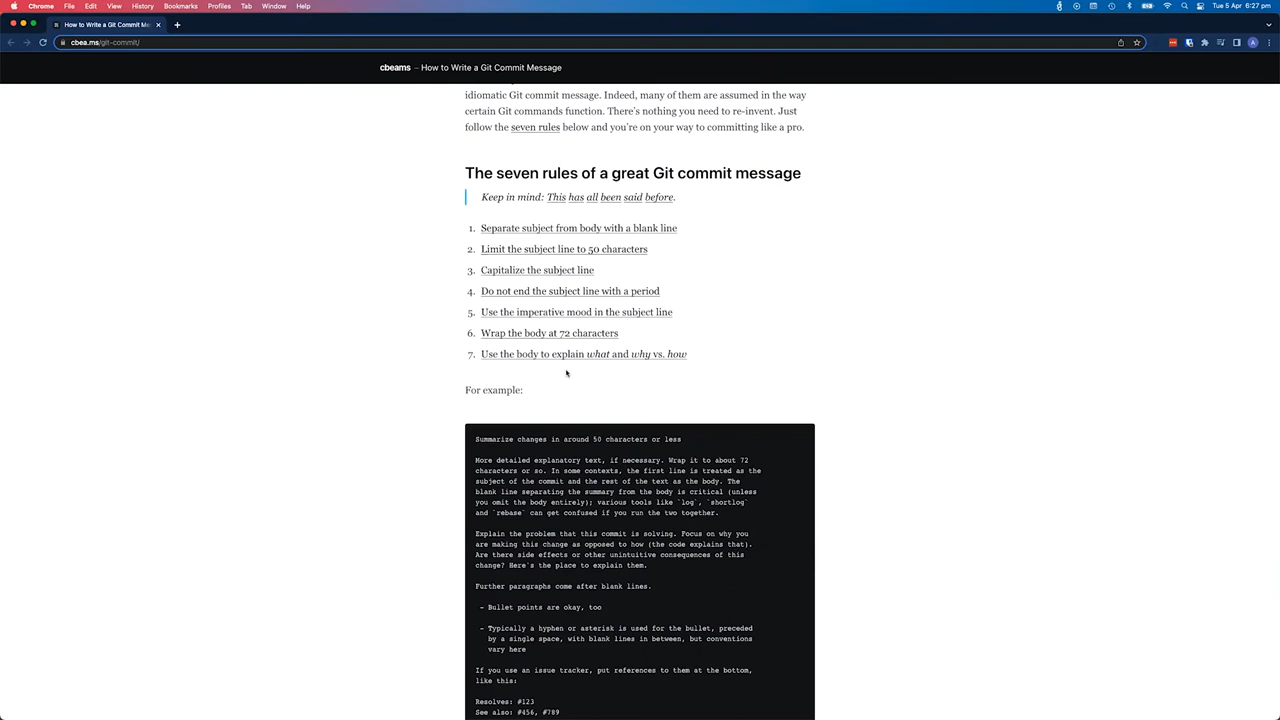 Chrome File Edit View History Bookmarks Profiles Tab Window Help
Tue 5 Apr 6:27 pm
How to Write a Git Commit Me
cbea.ms/git-commit/
A
cbeams – How to Write a Git Commit Message
idiomatic Git commit message. Indeed, many of them are assumed in the way
certain Git commands function. There's nothing you need to re-invent. Just
follow the seven rules below and you're on your way to committing like a pro.
The seven rules of a great Git commit message
Keep in mind: This has all been said before.
1. Separate subject from body with a blank line
2. Limit the subject line to 50 characters
3. Capitalize the subject line
4. Do not end the subject line with a period
5. Use the imperative mood in the subject line
6. Wrap the body at 72 characters
7. Use the body to explain what and why vs. how
For example:
Summarize changes in around 50 characters or less
More detailed explanatory text, if necessary. Wrap it to about 72
characters or so. In some contexts, the first line is treated as the
subject of the commit and the rest of the text as the body. The
blank line separating the summary from the body is critical (unless
you omit the body entirely); various tools like `log`, `shortlog`
and `rebase` can get confused if you run the two together.
Explain the problem that this commit is solving. Focus on why you
are making this change as opposed to how (the code explains that).
Are there side effects or other unintuitive consequences of this
change? Here's the place to explain them.
Further paragraphs come after blank lines.
- Bullet points are okay, too
- Typically a hyphen or asterisk is used for the bullet, preceded
by a single space, with blank lines in between, but conventions
vary here
If you use an issue tracker, put references to them at the bottom,
like this:
Resolves: #123
See also: #456, #789